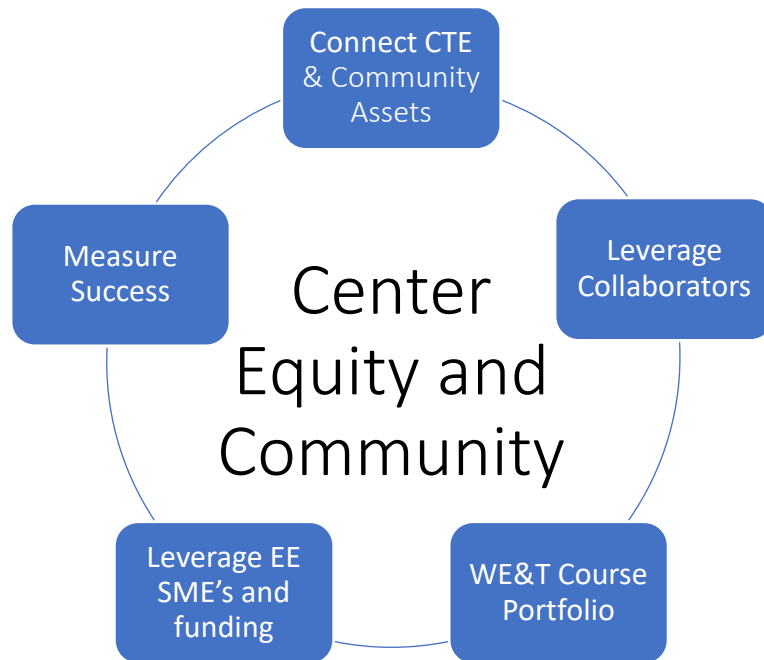 Connect CTE
& Community
Assets
Leverage
Collaborators
WE&T Course
Portfolio
Leverage EE
SME's and
funding
Measure
Success
Center
Equity and
Community